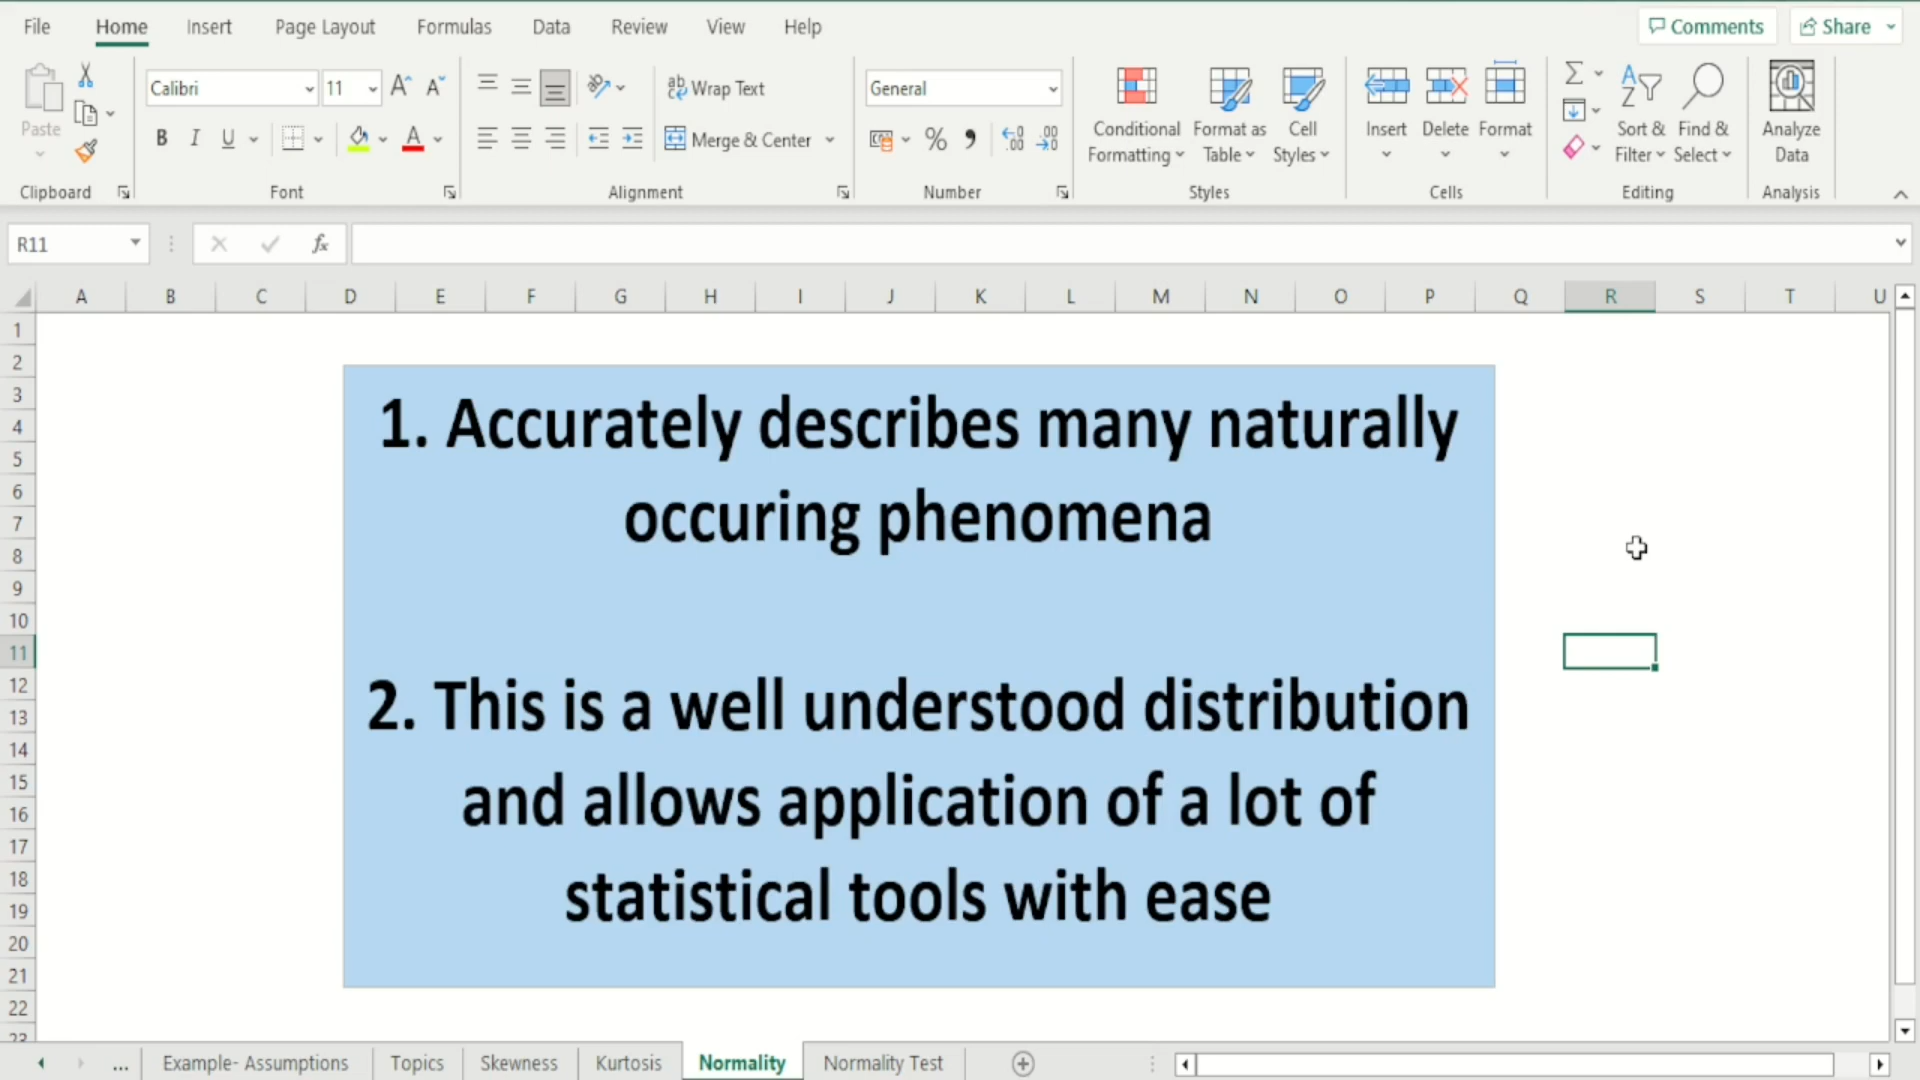 File Home Insert Page Layout Formulas Data Review View Help Comments Share
Calibri 11 Wrap Text General
Paste B I U A Merge & Center % Conditional Formatting Format as Table Cell Styles Insert Delete Format Sort & Filter Find & Select Analyze Data
Clipboard Font Alignment Number Styles Cells Editing Analysis
R11 fx
A B C D E F G H I J K L M N O P Q R S T U
1
2
3
4
5
6
7
8
9
10
11
12
13
14
15
16
17
18
19
20
21
22
23
1. Accurately describes many naturally
occuring phenomena
2. This is a well understood distribution
and allows application of a lot of
statistical tools with ease
... Example- Assumptions Topics Skewness Kurtosis Normality Normality Test